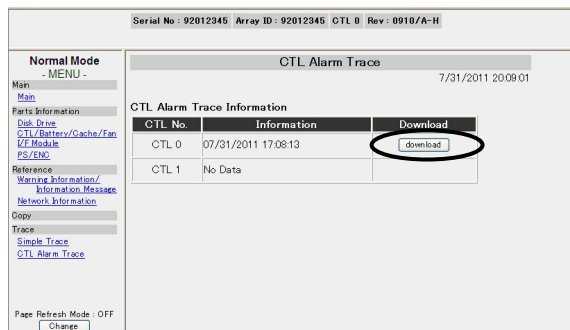 Serial No : 92012345 Array ID : 92012345 CTL 0 Rev : 0910/A-H
Normal Mode
- MENU -
Main
Main
Parts Information
Disk Drive
CTL/Battery/Cache/Fan
I/F Module
PS/ENC
Reference
Warning Information/
Information Message
Network Information
Copy
Trace
Simple Trace
CTL Alarm Trace
Page Refresh Mode : OFF
Change
CTL Alarm Trace
7/31/2011 20:09:01
CTL Alarm Trace Information
CTL No. Information Download
CTL 0 07/31/2011 17:08:13 download
CTL 1 No Data